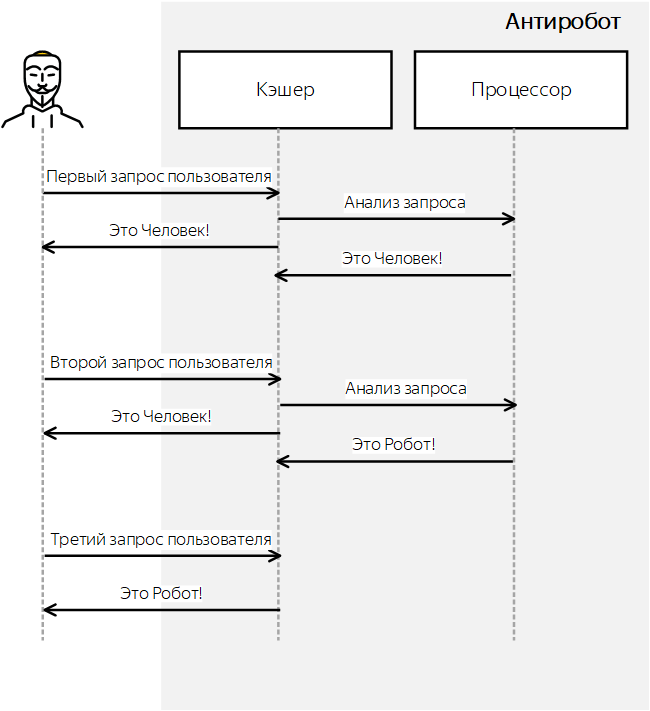 Антиробот
Кэшер
Процессор
Первый запрос пользователя
Анализ запроса
Это Человек!
Это Человек!
Второй запрос пользователя
Анализ запроса
Это Человек!
Это Робот!
Третий запрос пользователя
Это Робот!